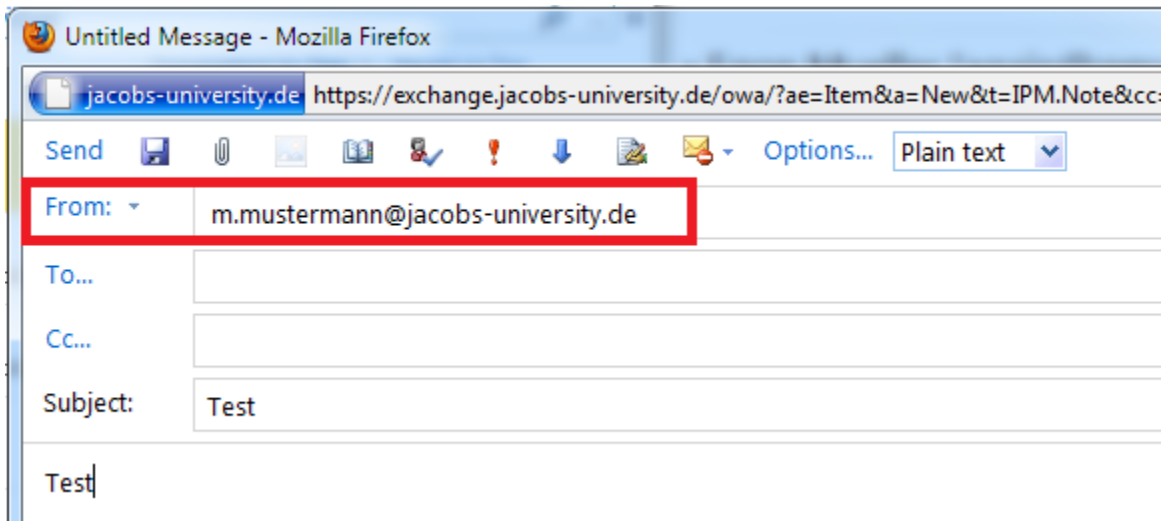 Untitled Message - Mozilla Firefox
jacobs-university.de https://exchange.jacobs-university.de/owa/?ae=Item&a=New&t=IPM.Note&cc=
Send Options... Plain text
From: m.mustermann@jacobs-university.de
To...
Cc...
Subject: Test
Test